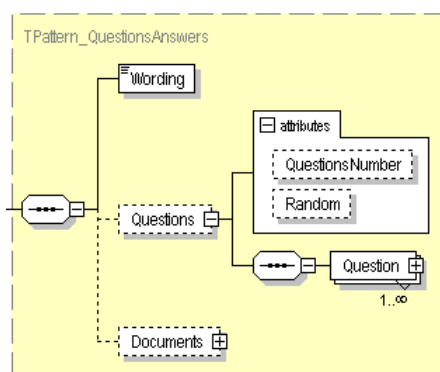 TPattern_QuestionsAnswers
Wording
attributes
QuestionsNumber
Random
Questions
Question
1..∞
Documents